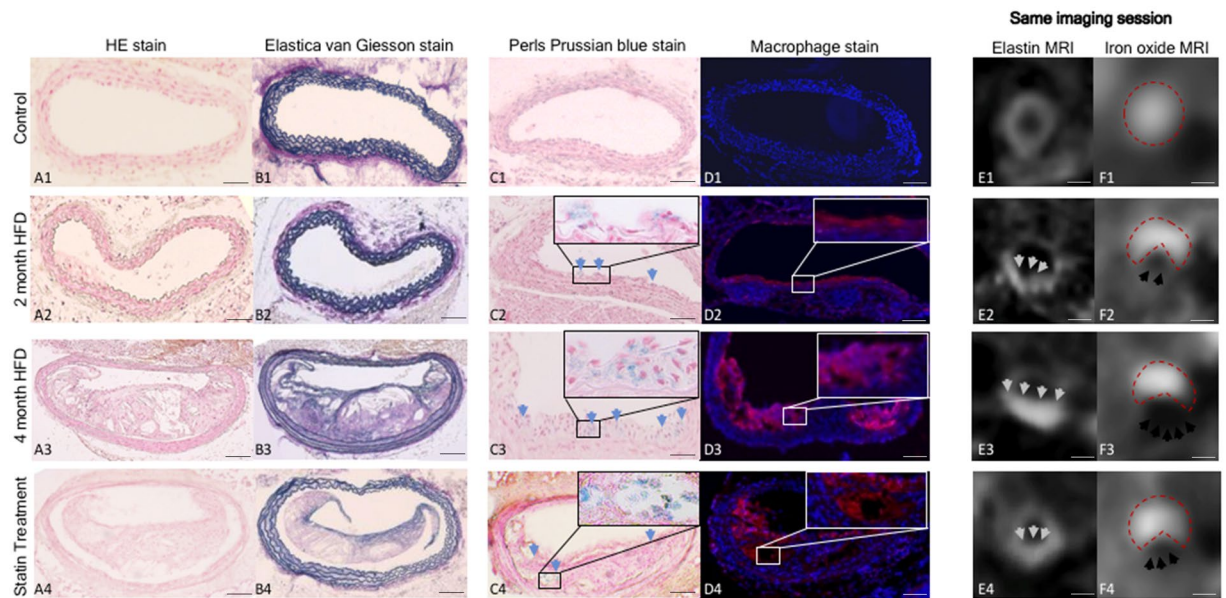 Same imaging session
HE stain Elastica van Giesson stain Perls Prussian blue stain Macrophage stain Elastin MRI Iron oxide MRI
Control
A1 B1 C1 D1 E1 F1
2 month HFD
A2 B2 C2 D2 E2 F2
4 month HFD
A3 B3 C3 D3 E3 F3
Statin Treatment
A4 B4 C4 D4 E4 F4